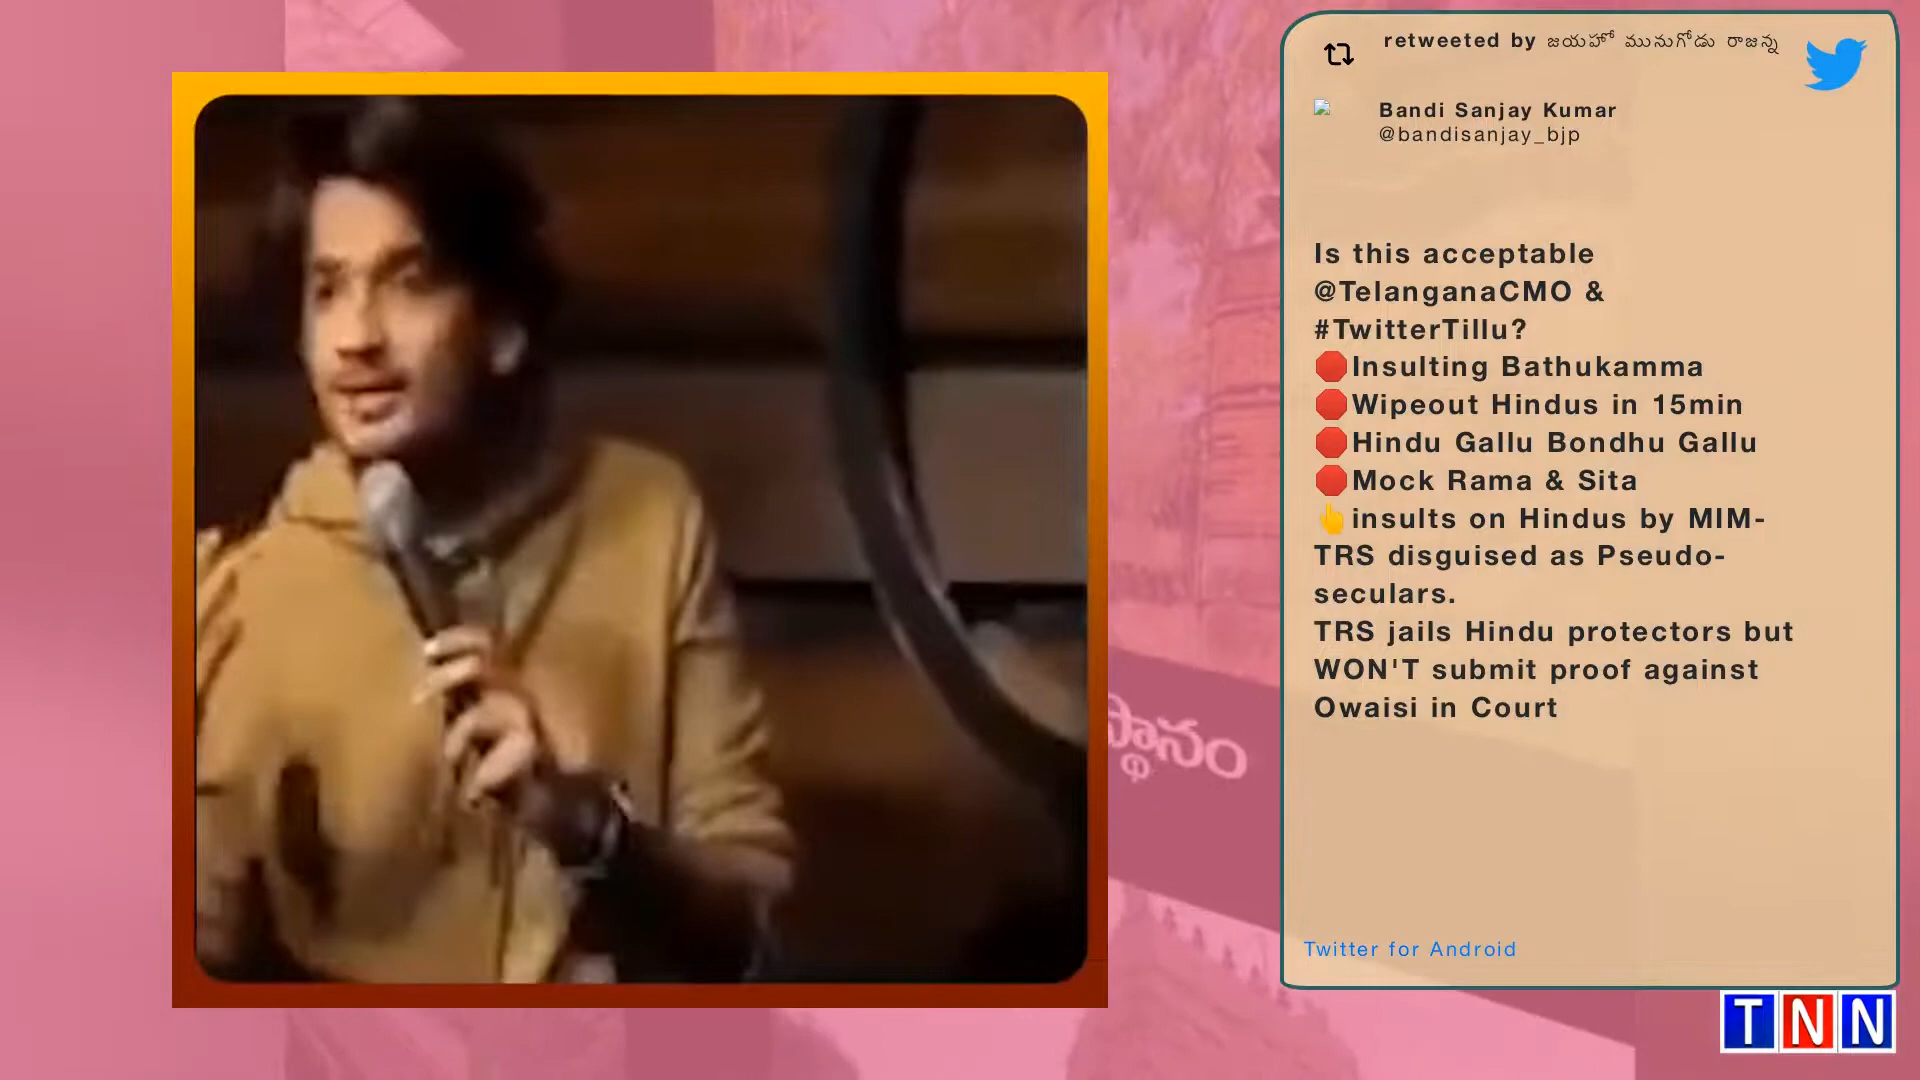 retweeted by జయహో మునుగోడు రాజన్న
Bandi Sanjay Kumar
@bandisanjay_bjp
Is this acceptable
@TelanganaCMO &
#TwitterTillu?
🛑Insulting Bathukamma
🛑Wipeout Hindus in 15min
🛑Hindu Gallu Bondhu Gallu
🛑Mock Rama & Sita
👆insults on Hindus by MIM-
TRS disguised as Pseudo-
seculars.
TRS jails Hindu protectors but
WON'T submit proof against
Owaisi in Court
స్థానం
Twitter for Android
TNN